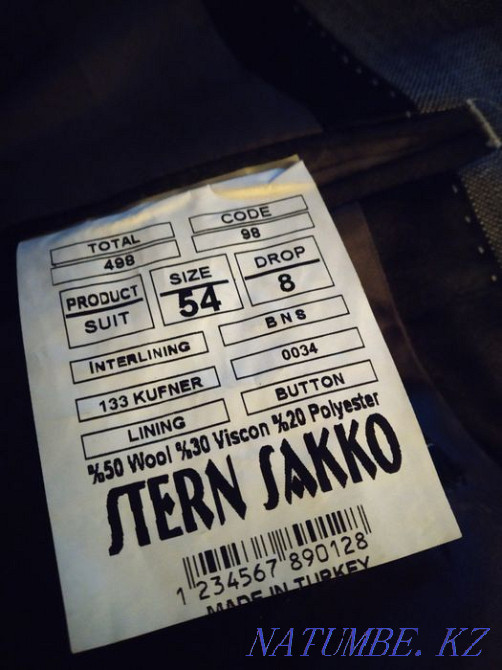 TOTAL CODE
498 98
PRODUCT SIZE DROP
SUIT 54 8
INTERLINING BNS
133 KUFNER 0034
LINING BUTTON
%50 Wool %30 Viscon %20 Polyester
STERN SAKKO
1 234567 890128
MADE IN TURKEY
NATUMBE.KZ